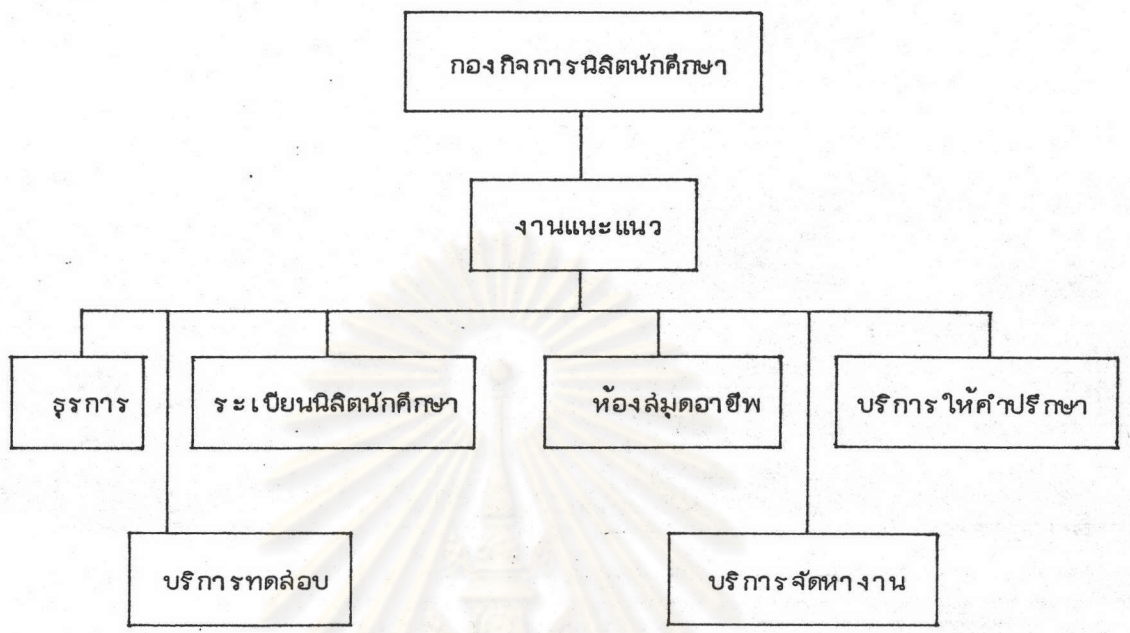 กองกิจการนิสิตนักศึกษา
งานแนะแนว
ธุรการ
ระเบียนนิสิตนักศึกษา
ห้องสมุดอาชีพ
บริการให้คำปรึกษา
บริการทดสอบ
บริการจัดหางาน